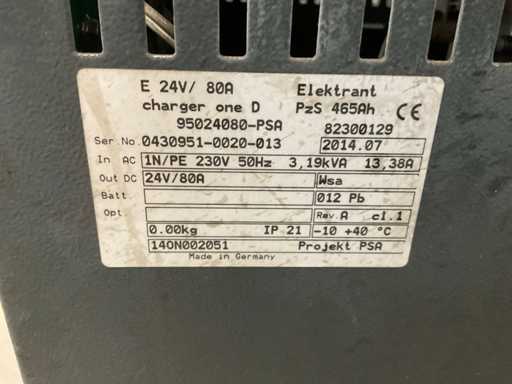 E 24V/ 80A Elektrant
charger one D PzS 465Ah CE
95024080-PSA 82300129
Ser.No. 0430951-0020-013 2014.07
In AC 1N/PE 230V 50Hz 3,19kVA 13,38A
Out DC 24V/80A Wsa
Batt. 012 Pb
Opt. Rev. A cl.1
0.00kg IP 21 -10 +40 °C
140N002051 Projekt PSA
Made in Germany